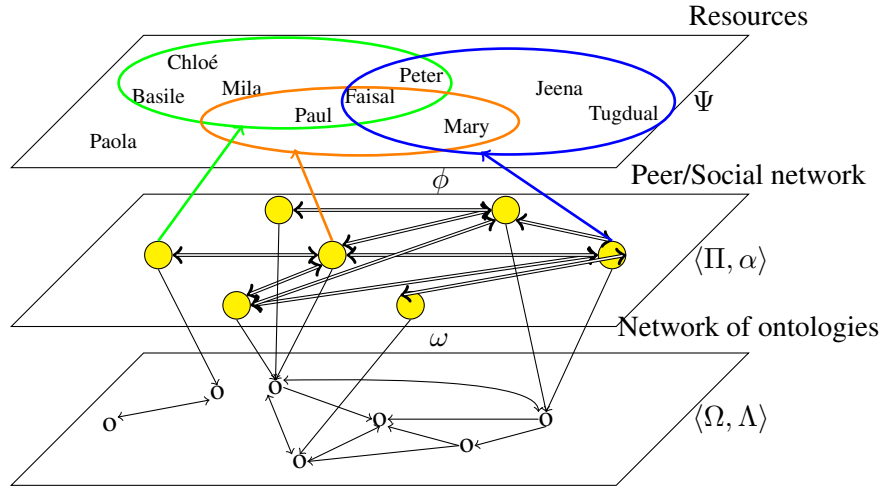 Resources
Chloé
Peter
Mila
Jeena
Basile
Faisal
Ψ
Paul
Tugdual
Mary
Paola
ϕ
Peer/Social network
⟨Π, α⟩
Network of ontologies
ω
o
o
o
o
o
⟨Ω, Λ⟩
o
o
o